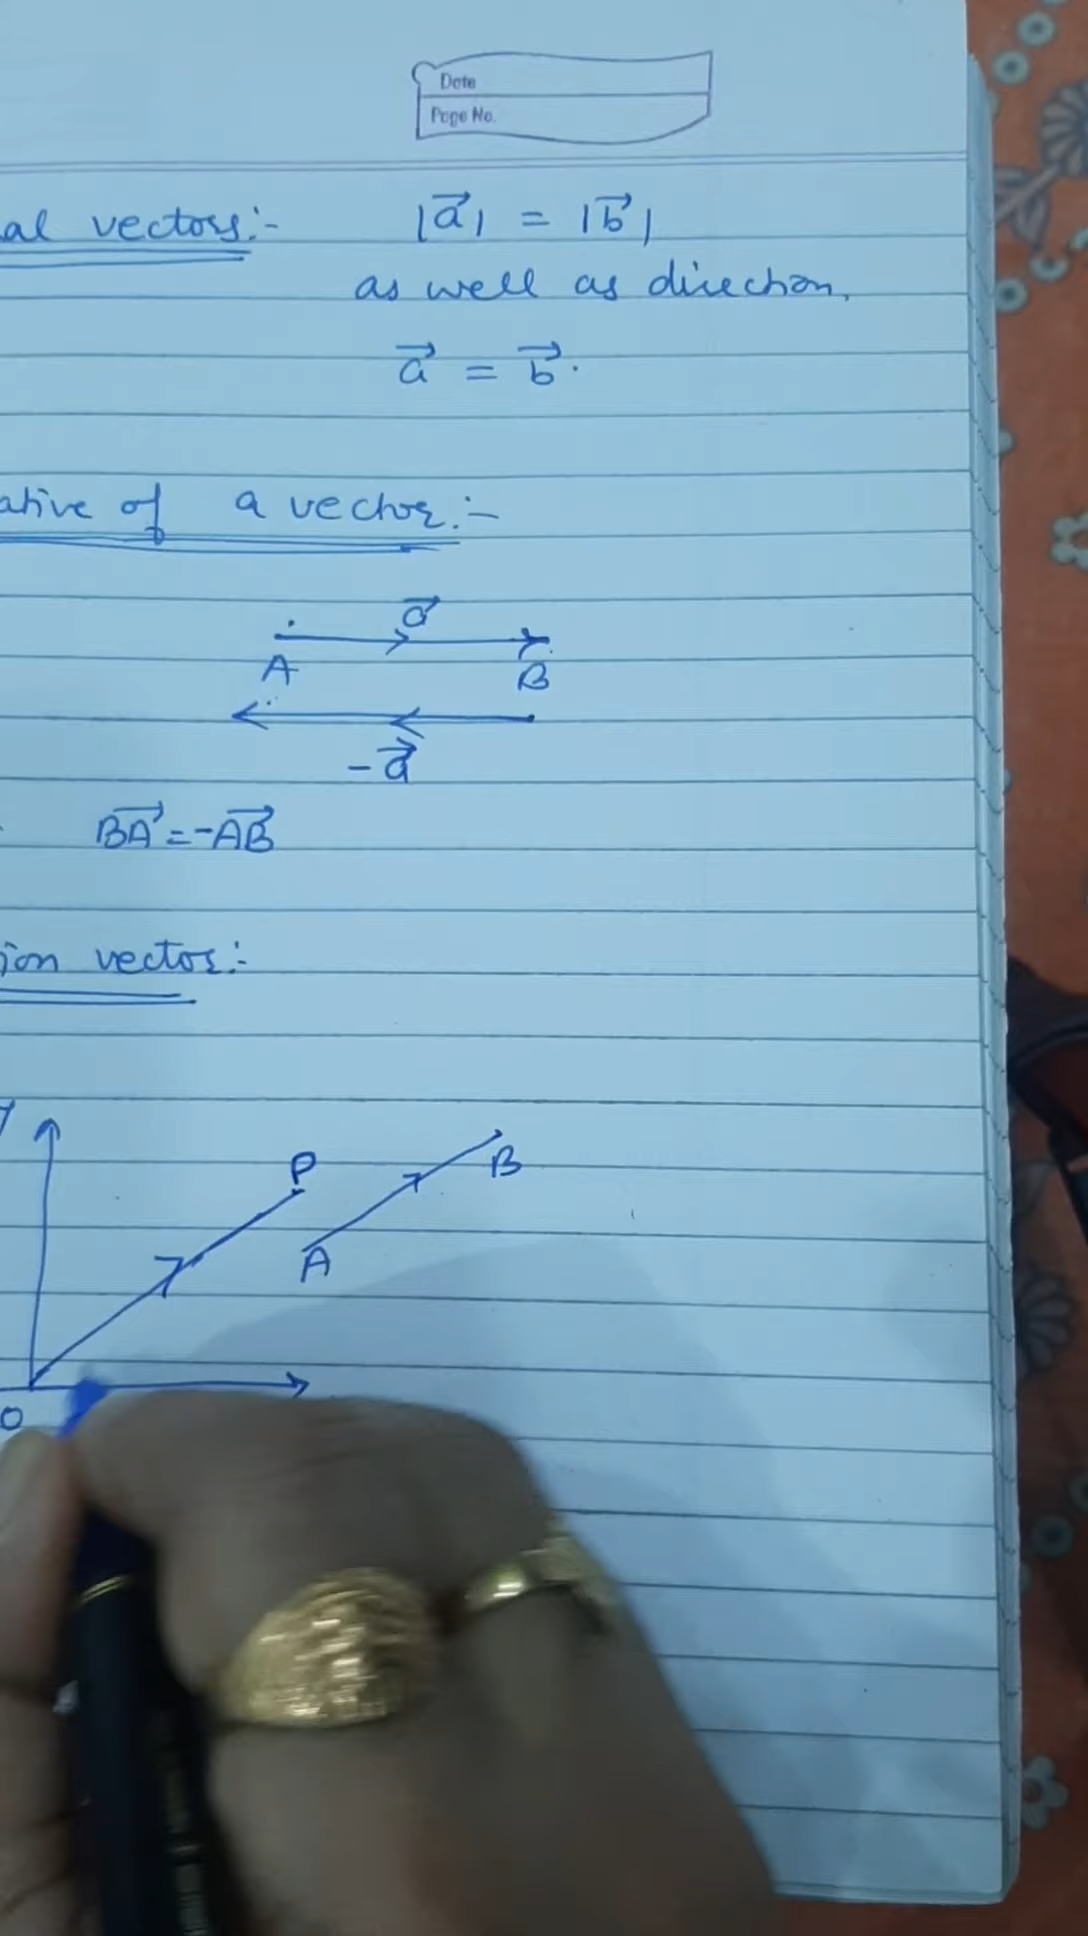 Date
Page No.
al vectors:- |a⃗| = |b⃗|
as well as direction.
a⃗ = b⃗.
ative of a vector:-
a⃗
A B
-a⃗
BA⃗ = -AB⃗
ion vector:-
P B
A
O